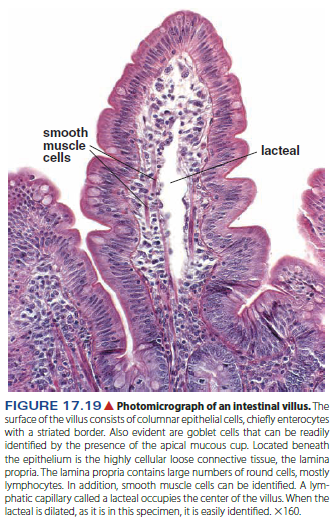 smooth
muscle
cells
lacteal
FIGURE 17.19 ▲ Photomicrograph of an intestinal villus. The
surface of the villus consists of columnar epithelial cells, chiefly enterocytes
with a striated border. Also evident are goblet cells that can be readily
identified by the presence of the apical mucous cup. Located beneath
the epithelium is the highly cellular loose connective tissue, the lamina
propria. The lamina propria contains large numbers of round cells, mostly
lymphocytes. In addition, smooth muscle cells can be identified. A lym-
phatic capillary called a lacteal occupies the center of the villus. When the
lacteal is dilated, as it is in this specimen, it is easily identified. ×160.